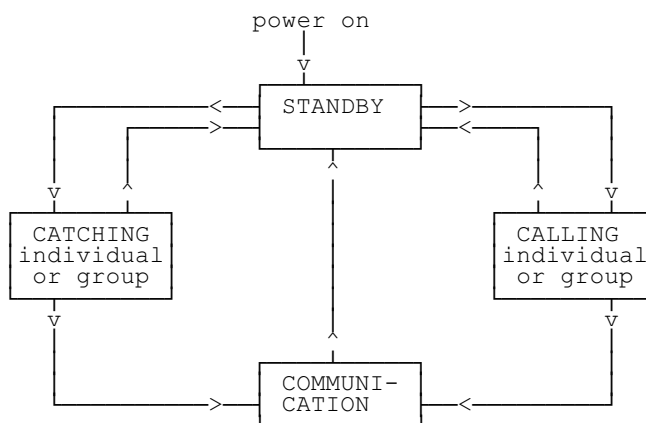 power on
STANDBY
CATCHING
individual
or group
CALLING
individual
or group
COMMUNI-
CATION